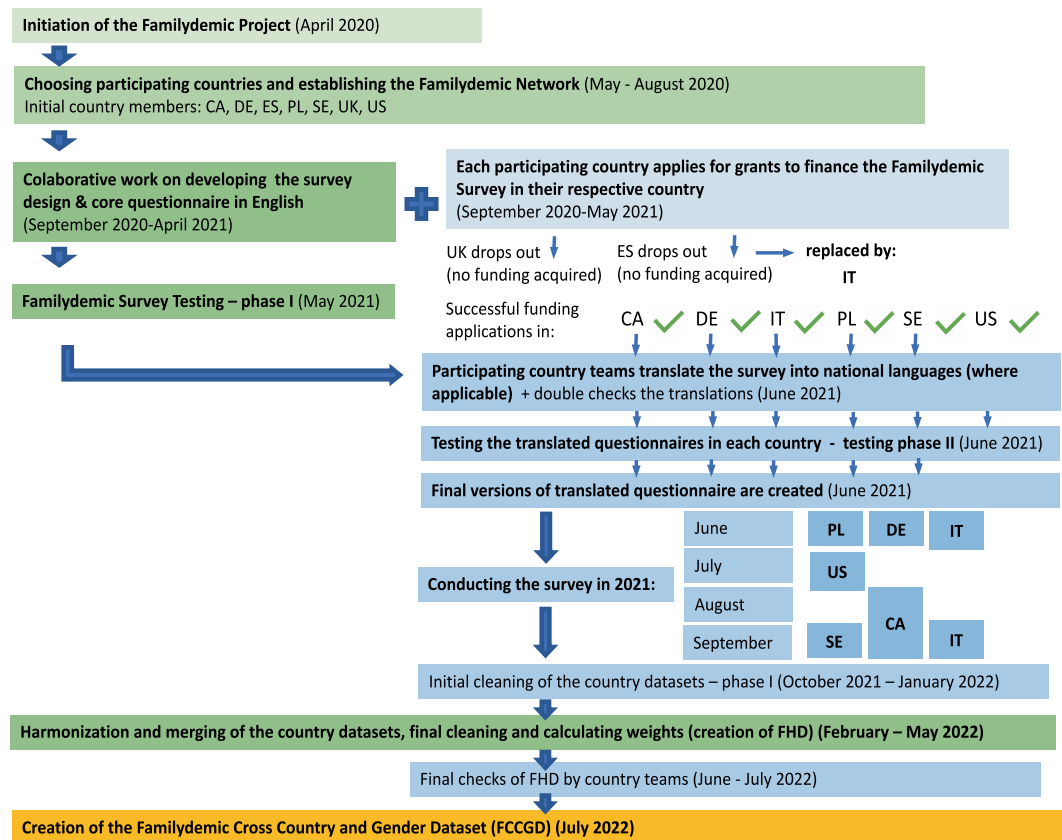 Initiation of the Familydemic Project (April 2020)
Choosing participating countries and establishing the Familydemic Network (May - August 2020)
Initial country members: CA, DE, ES, PL, SE, UK, US
Colaborative work on developing the survey
design & core questionnaire in English
(September 2020-April 2021)
Each participating country applies for grants to finance the Familydemic
Survey in their respective country
(September 2020-May 2021)
UK drops out
(no funding acquired)
ES drops out
(no funding acquired)
replaced by:
IT
Familydemic Survey Testing – phase I (May 2021)
Successful funding
applications in:
CA DE IT PL SE US
Participating country teams translate the survey into national languages (where
applicable) + double checks the translations (June 2021)
Testing the translated questionnaires in each country - testing phase II (June 2021)
Final versions of translated questionnaire are created (June 2021)
Conducting the survey in 2021:
June PL DE IT
July US
August
CA
September SE IT
Initial cleaning of the country datasets – phase I (October 2021 – January 2022)
Harmonization and merging of the country datasets, final cleaning and calculating weights (creation of FHD) (February – May 2022)
Final checks of FHD by country teams (June - July 2022)
Creation of the Familydemic Cross Country and Gender Dataset (FCCGD) (July 2022)